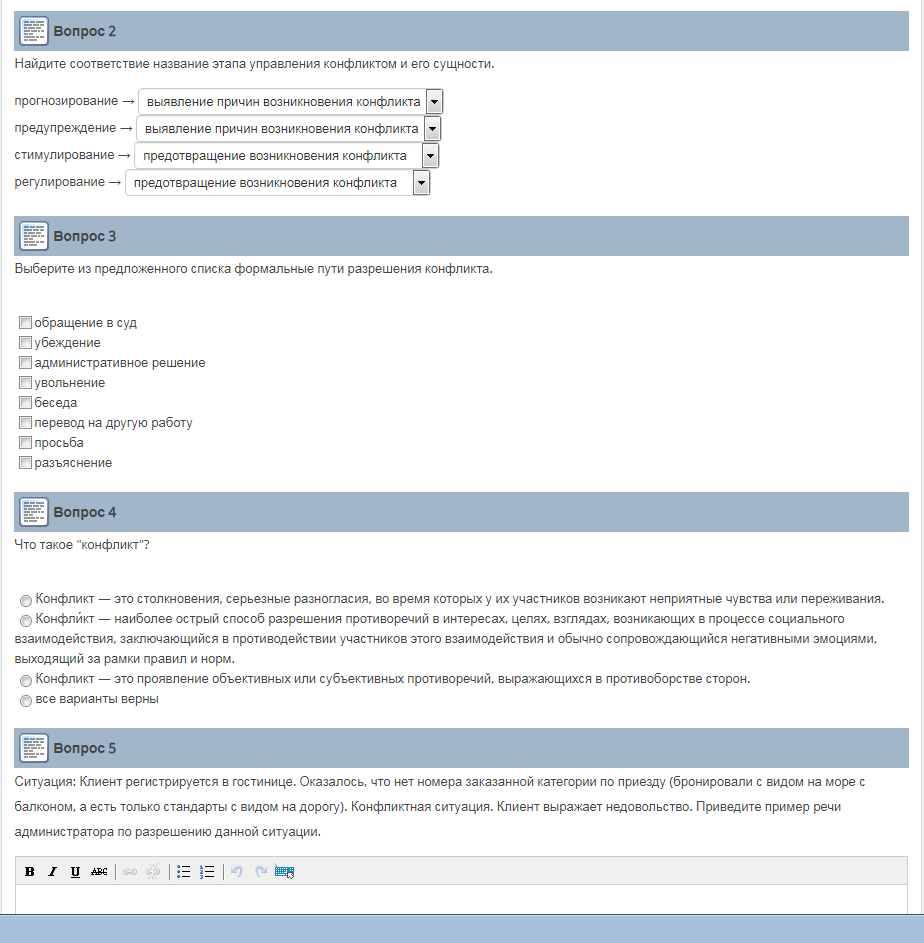 Вопрос 2
Найдите соответствие название этапа управления конфликтом и его сущности.
прогнозирование → выявление причин возникновения конфликта
предупреждение → выявление причин возникновения конфликта
стимулирование → предотвращение возникновения конфликта
регулирование → предотвращение возникновения конфликта
Вопрос 3
Выберите из предложенного списка формальные пути разрешения конфликта.
обращение в суд
убеждение
административное решение
увольнение
беседа
перевод на другую работу
просьба
разъяснение
Вопрос 4
Что такое "конфликт"?
Конфликт — это столкновения, серьезные разногласия, во время которых у их участников возникают неприятные чувства или переживания.
Конфли́кт — наиболее острый способ разрешения противоречий в интересах, целях, взглядах, возникающих в процессе социального
взаимодействия, заключающийся в противодействии участников этого взаимодействия и обычно сопровождающийся негативными эмоциями,
выходящий за рамки правил и норм.
Конфликт — это проявление объективных или субъективных противоречий, выражающихся в противоборстве сторон.
все варианты верны
Вопрос 5
Ситуация: Клиент регистрируется в гостинице. Оказалось, что нет номера заказанной категории по приезду (бронировали с видом на море с
балконом, а есть только стандарты с видом на дорогу). Конфликтная ситуация. Клиент выражает недовольство. Приведите пример речи
администратора по разрешению данной ситуации.
B I U ABC